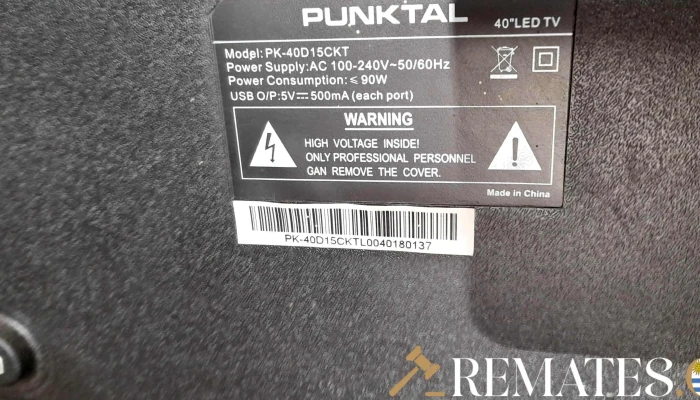 PUNKTAL
40"LED TV
Model: PK-40D15CKT
Power Supply:AC 100-240V~50/60Hz
Power Consumption:≤ 90W
USB O/P:5V⎓500mA (each port)
WARNING
HIGH VOLTAGE INSIDE!
ONLY PROFESSIONAL PERSONNEL
GAN REMOVE THE COVER.
Made in China
PK-40D15CKTL0040180137
REMATES.